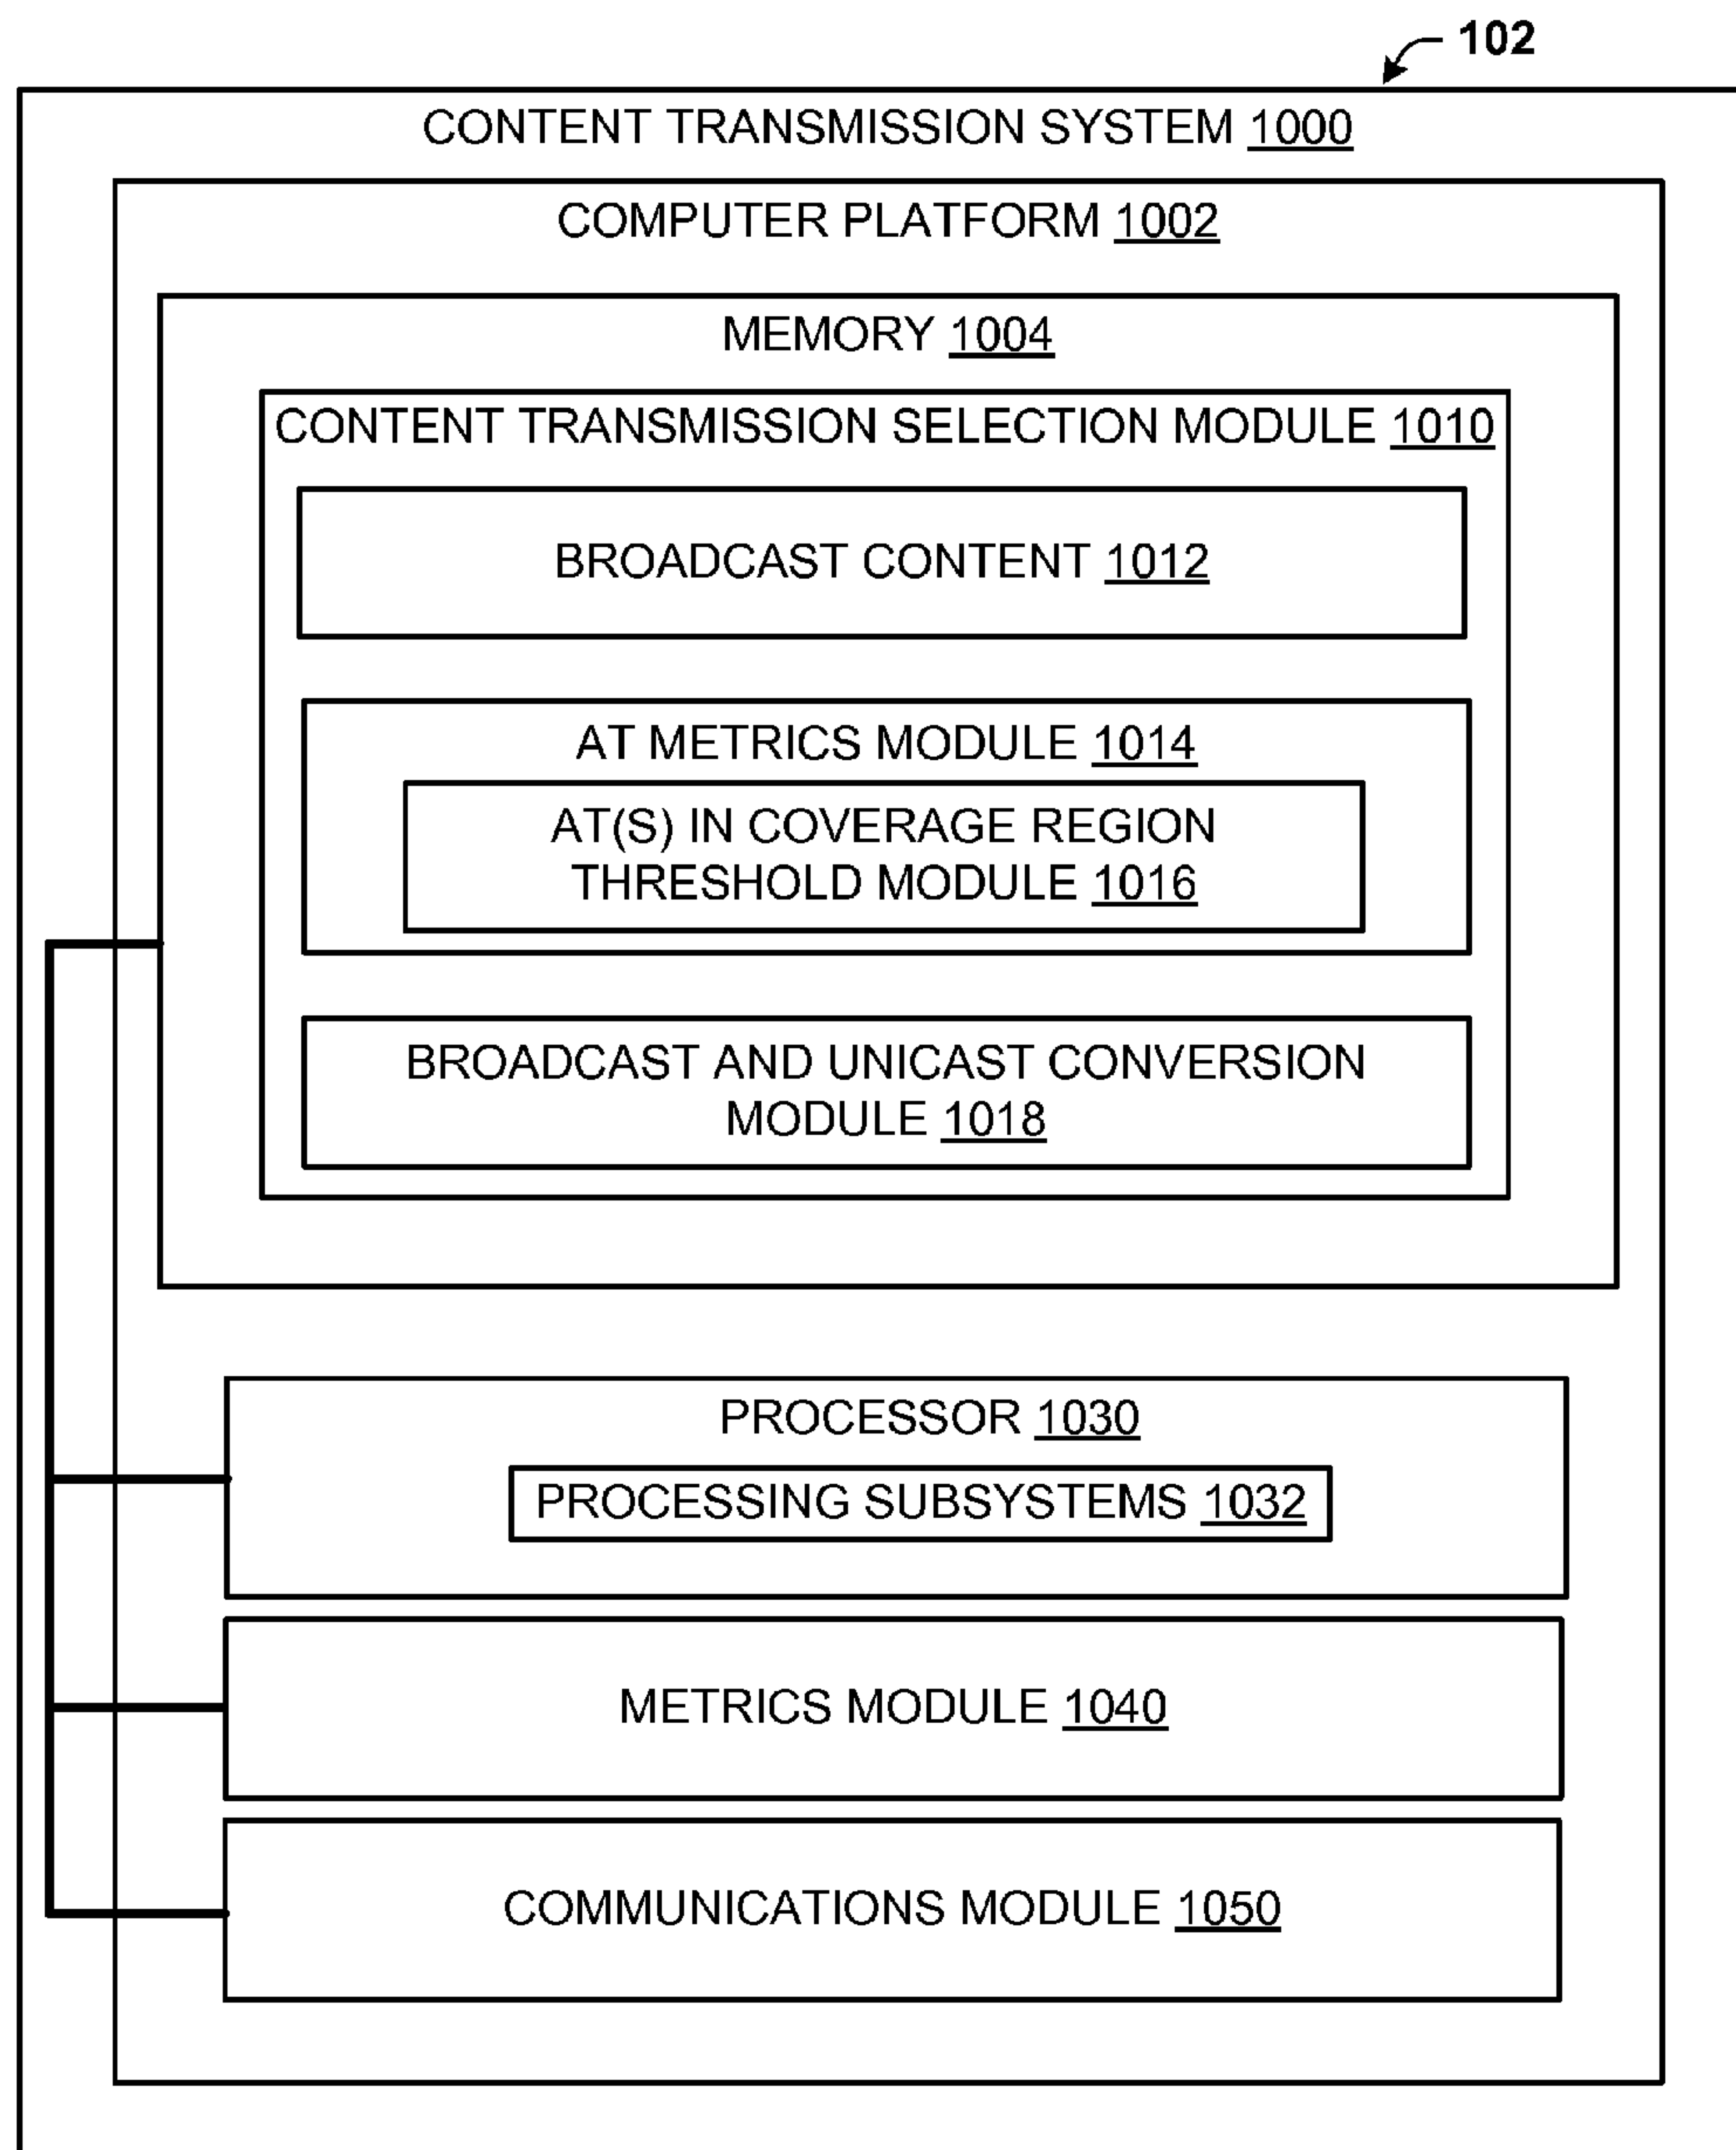 102
CONTENT TRANSMISSION SYSTEM 1000
COMPUTER PLATFORM 1002
MEMORY 1004
CONTENT TRANSMISSION SELECTION MODULE 1010
BROADCAST CONTENT 1012
AT METRICS MODULE 1014
AT(S) IN COVERAGE REGION
THRESHOLD MODULE 1016
BROADCAST AND UNICAST CONVERSION
MODULE 1018
PROCESSOR 1030
PROCESSING SUBSYSTEMS 1032
METRICS MODULE 1040
COMMUNICATIONS MODULE 1050